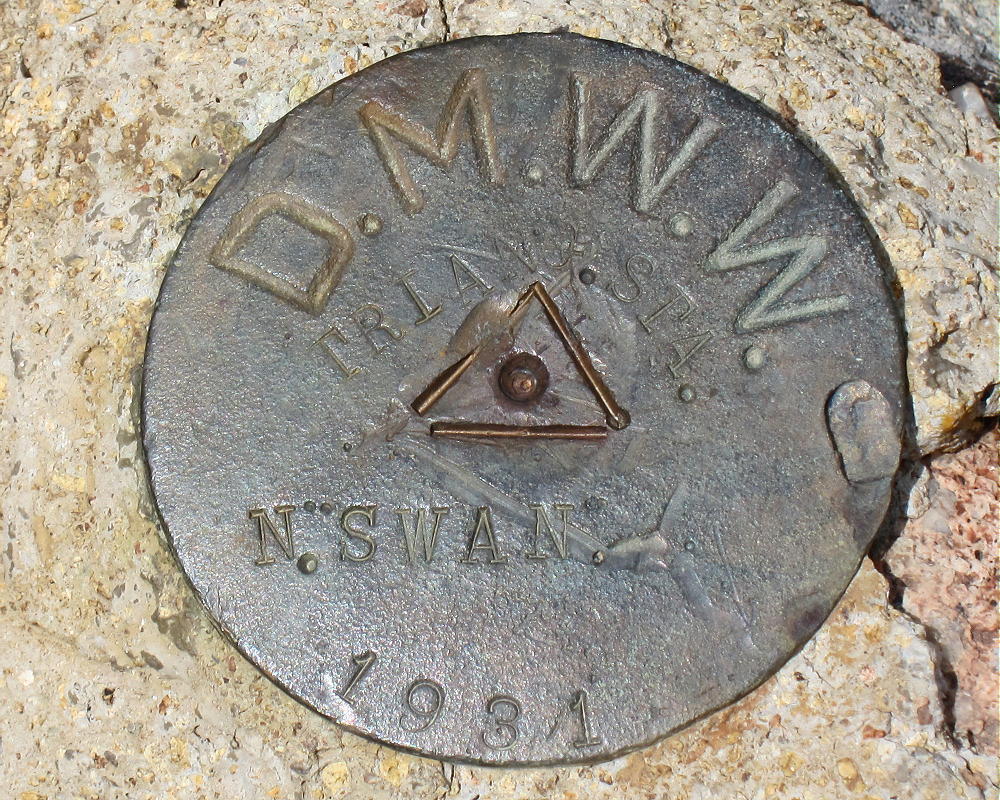 D.M.W.W.
TRIANG. STA.
N. "SWAN".
1931